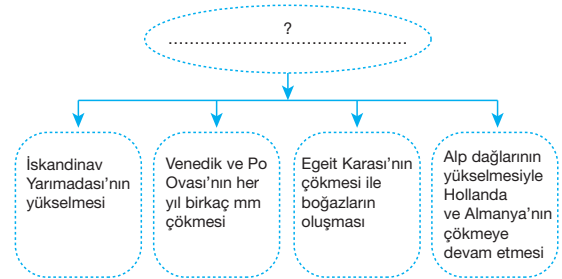 ?
................................................................
İskandinav
Yarımadası'nın
yükselmesi
Venedik ve Po
Ovası'nın her
yıl birkaç mm
çökmesi
Egeit Karası'nın
çökmesi ile
boğazların
oluşması
Alp dağlarının
yükselmesiyle
Hollanda
ve Almanya'nın
çökmeye
devam etmesi